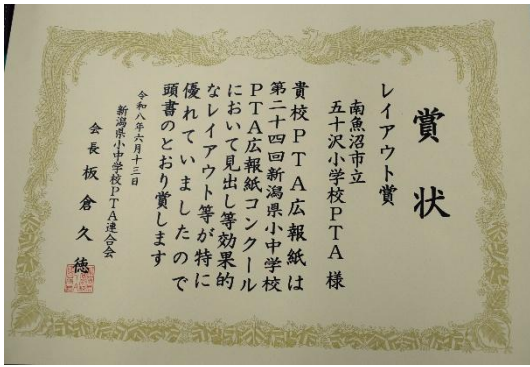 賞状
レイアウト賞
南魚沼市立
五十沢小学校PTA 様
貴校PTA広報紙は
第二十四回新潟県小中学校
PTA広報紙コンクール
において見出し等効果的
なレイアウト等が特に
優れていましたので
頭書のとおり賞します
令和八年六月十三日
新潟県小中学校PTA連合会
会長 板倉久徳